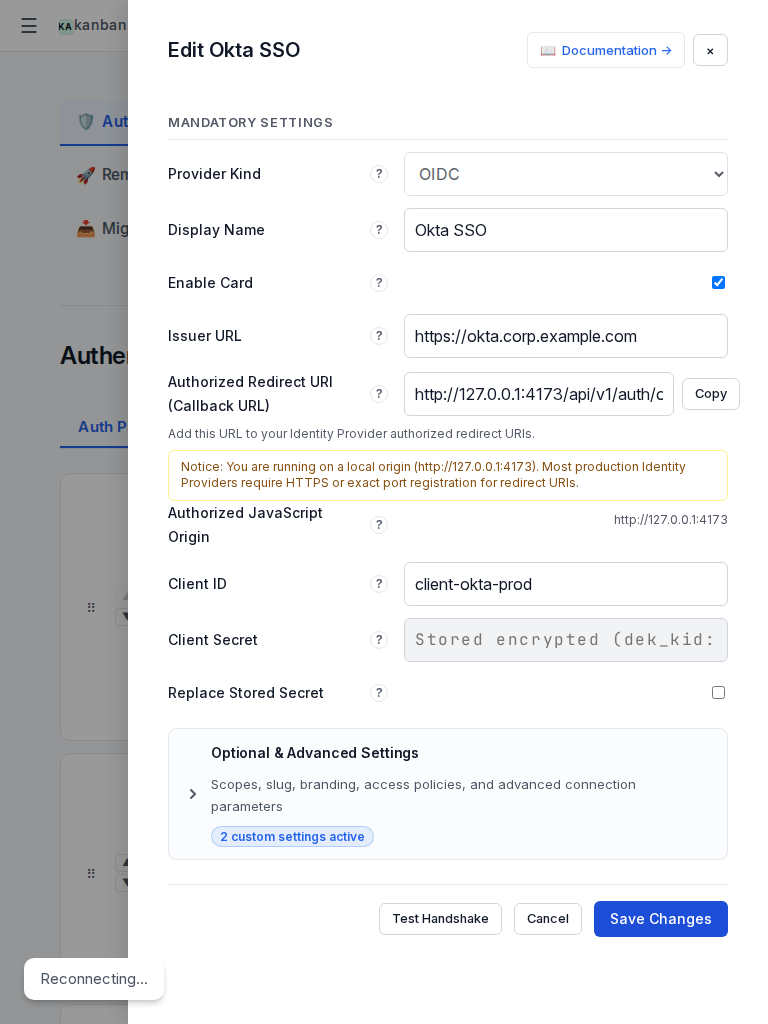 ☰ KA kanban
Edit Okta SSO
📖 Documentation →
×
🛡️ Aut
🚀 Rem
📥 Mig
Authe
Auth P
MANDATORY SETTINGS
Provider Kind ? OIDC
Display Name ? Okta SSO
Enable Card ?
Issuer URL ? https://okta.corp.example.com
Authorized Redirect URI
(Callback URL) ? http://127.0.0.1:4173/api/v1/auth/c Copy
Add this URL to your Identity Provider authorized redirect URIs.
Notice: You are running on a local origin (http://127.0.0.1:4173). Most production Identity
Providers require HTTPS or exact port registration for redirect URIs.
Authorized JavaScript
Origin ? http://127.0.0.1:4173
Client ID ? client-okta-prod
Client Secret ? Stored encrypted (dek_kid:
Replace Stored Secret ?
Optional & Advanced Settings
Scopes, slug, branding, access policies, and advanced connection
parameters
2 custom settings active
Test Handshake Cancel Save Changes
Reconnecting...